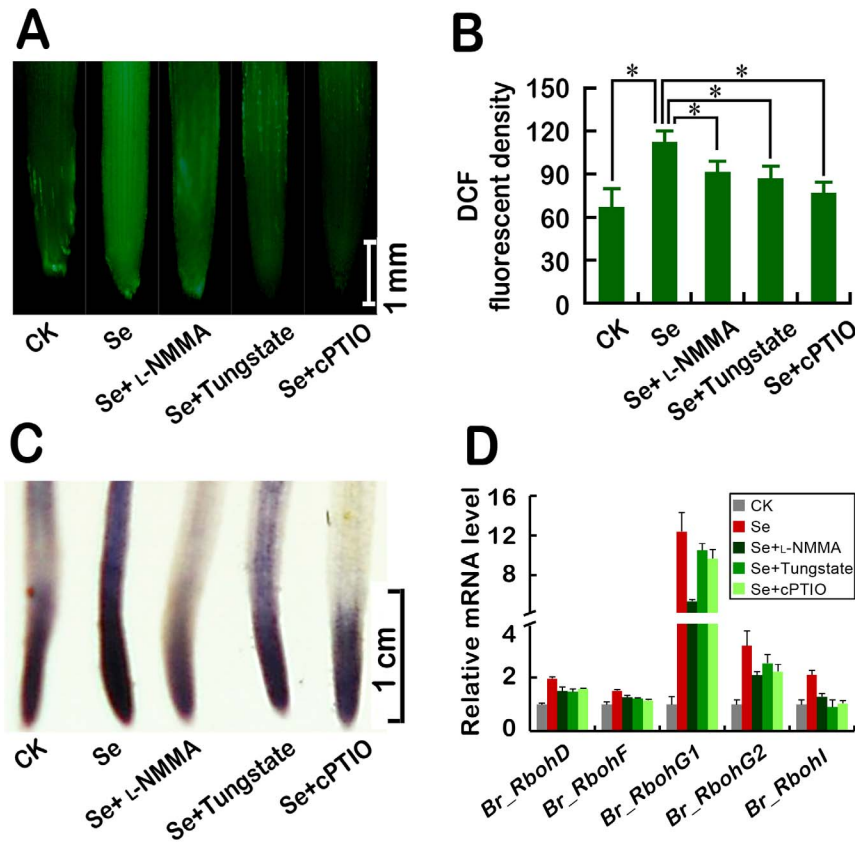 A
CK
Se
Se+ L-NMMA
Se+Tungstate
Se+cPTIO
1 mm
B
DCF
fluorescent density
150
120
90
60
30
0
*
*
*
*
CK
Se
Se+ L-NMMA
Se+Tungstate
Se+cPTIO
C
CK
Se
Se+ L-NMMA
Se+Tungstate
Se+cPTIO
1 cm
D
Relative mRNA level
16
12
8
4
2
0
CK
Se
Se+L-NMMA
Se+Tungstate
Se+cPTIO
Br_RbohD
Br_RbohF
Br_RbohG1
Br_RbohG2
Br_RbohI